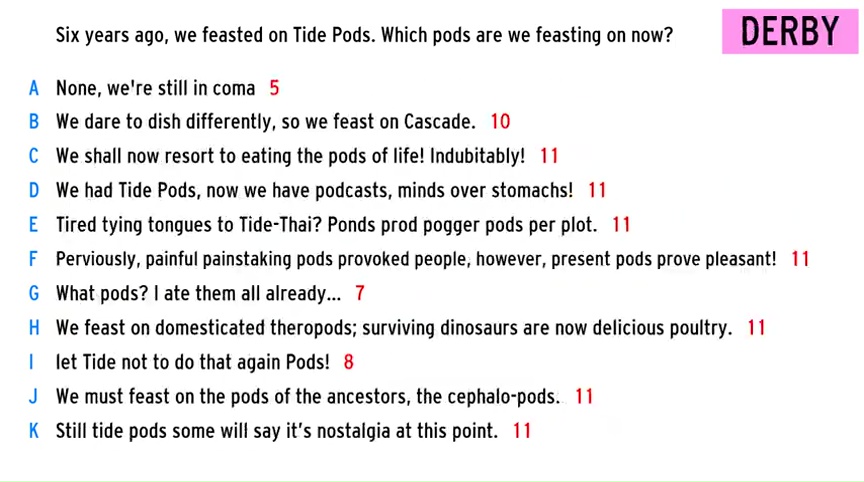 Six years ago, we feasted on Tide Pods. Which pods are we feasting on now?
DERBY
A None, we're still in coma 5
B We dare to dish differently, so we feast on Cascade. 10
C We shall now resort to eating the pods of life! Indubitably! 11
D We had Tide Pods, now we have podcasts, minds over stomachs! 11
E Tired tying tongues to Tide-Thai? Ponds prod pogger pods per plot. 11
F Perviously, painful painstaking pods provoked people, however, present pods prove pleasant! 11
G What pods? I ate them all already... 7
H We feast on domesticated theropods; surviving dinosaurs are now delicious poultry. 11
I let Tide not to do that again Pods! 8
J We must feast on the pods of the ancestors, the cephalo-pods. 11
K Still tide pods some will say it's nostalgia at this point. 11